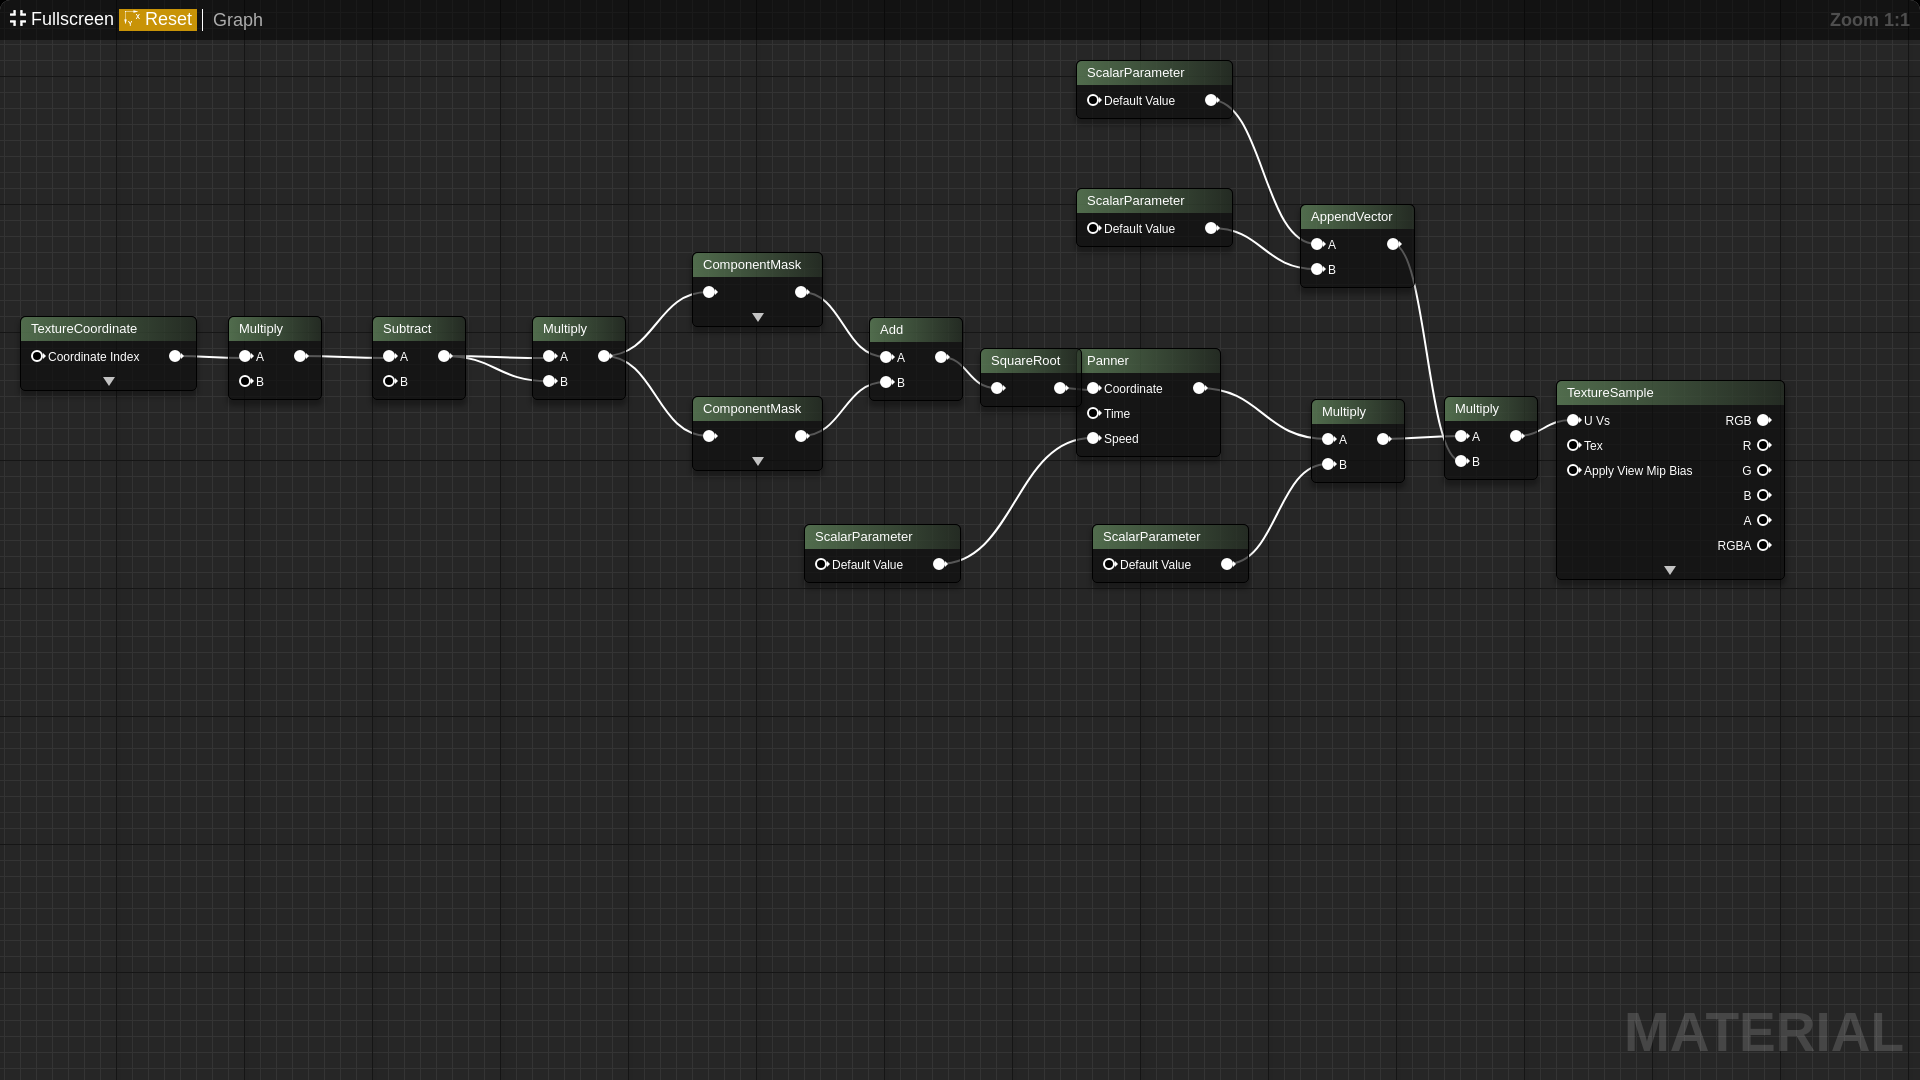 Fullscreen Reset Graph
Zoom 1:1
ScalarParameter
Default Value
ScalarParameter
Default Value
AppendVector
A
B
ComponentMask
TextureCoordinate
Coordinate Index
Multiply
A
B
Subtract
A
B
Multiply
A
B
Add
A
B
SquareRoot
Panner
Coordinate
Time
Speed
ComponentMask
Multiply
A
B
Multiply
A
B
TextureSample
U Vs RGB
Tex R
Apply View Mip Bias G
B
A
RGBA
ScalarParameter
Default Value
ScalarParameter
Default Value
MATERIAL